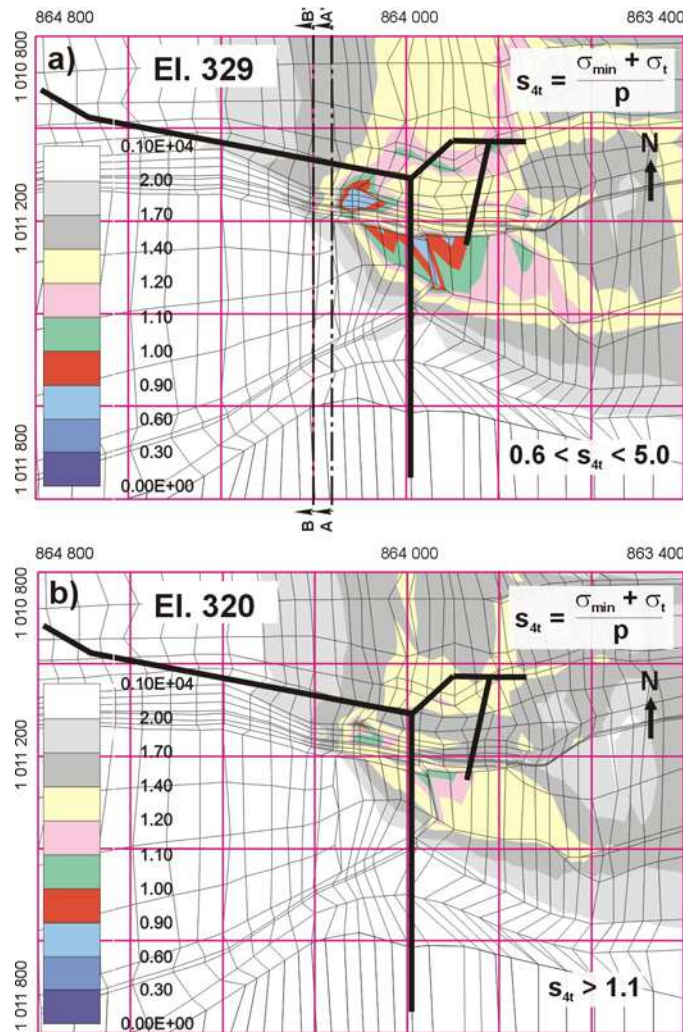 864 800
864 000
863 400
B'
A'
1 010 800
1 011 200
1 011 800
a)
El. 329
s4t = σmin + σt / p
N
0.10E+04
2.00
1.70
1.40
1.20
1.10
1.00
0.90
0.60
0.30
0.00E+00
0.6 < s4t < 5.0
B
A
864 800
864 000
863 400
1 010 800
1 011 200
1 011 800
b)
El. 320
s4t = σmin + σt / p
N
0.10E+04
2.00
1.70
1.40
1.20
1.10
1.00
0.90
0.60
0.30
0.00E+00
s4t > 1.1